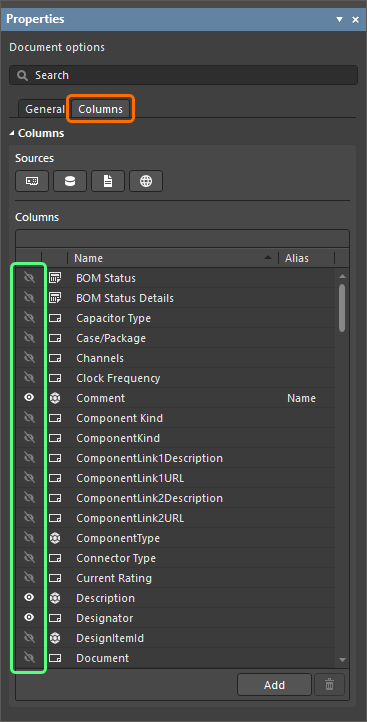 Properties
Document options
Search
General Columns
Columns
Sources
Columns
Name Alias
BOM Status
BOM Status Details
Capacitor Type
Case/Package
Channels
Clock Frequency
Comment Name
Component Kind
ComponentKind
ComponentLink1Description
ComponentLink1URL
ComponentLink2Description
ComponentLink2URL
ComponentType
Connector Type
Current Rating
Description
Designator
DesignItemId
Document
Add